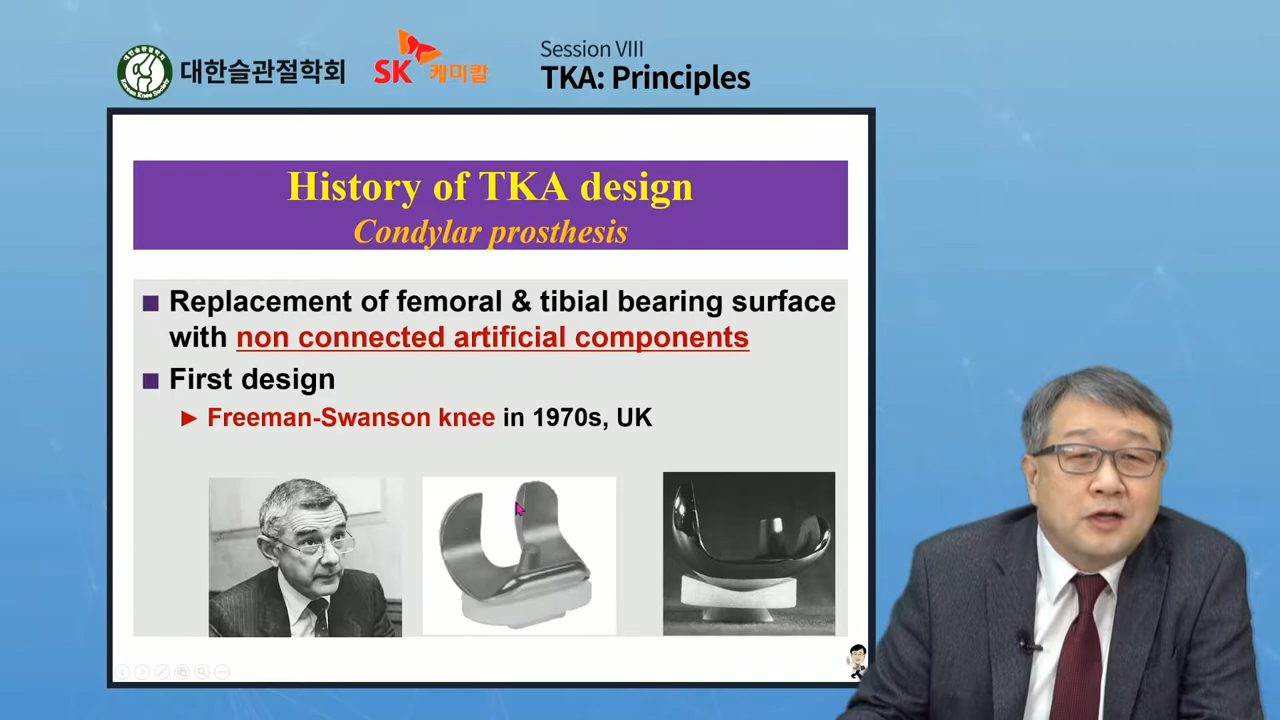 대한슬관절학회
SK 케미칼
Session VIII
TKA: Principles
History of TKA design
Condylar prosthesis
Replacement of femoral & tibial bearing surface
with non connected artificial components
First design
Freeman-Swanson knee in 1970s, UK